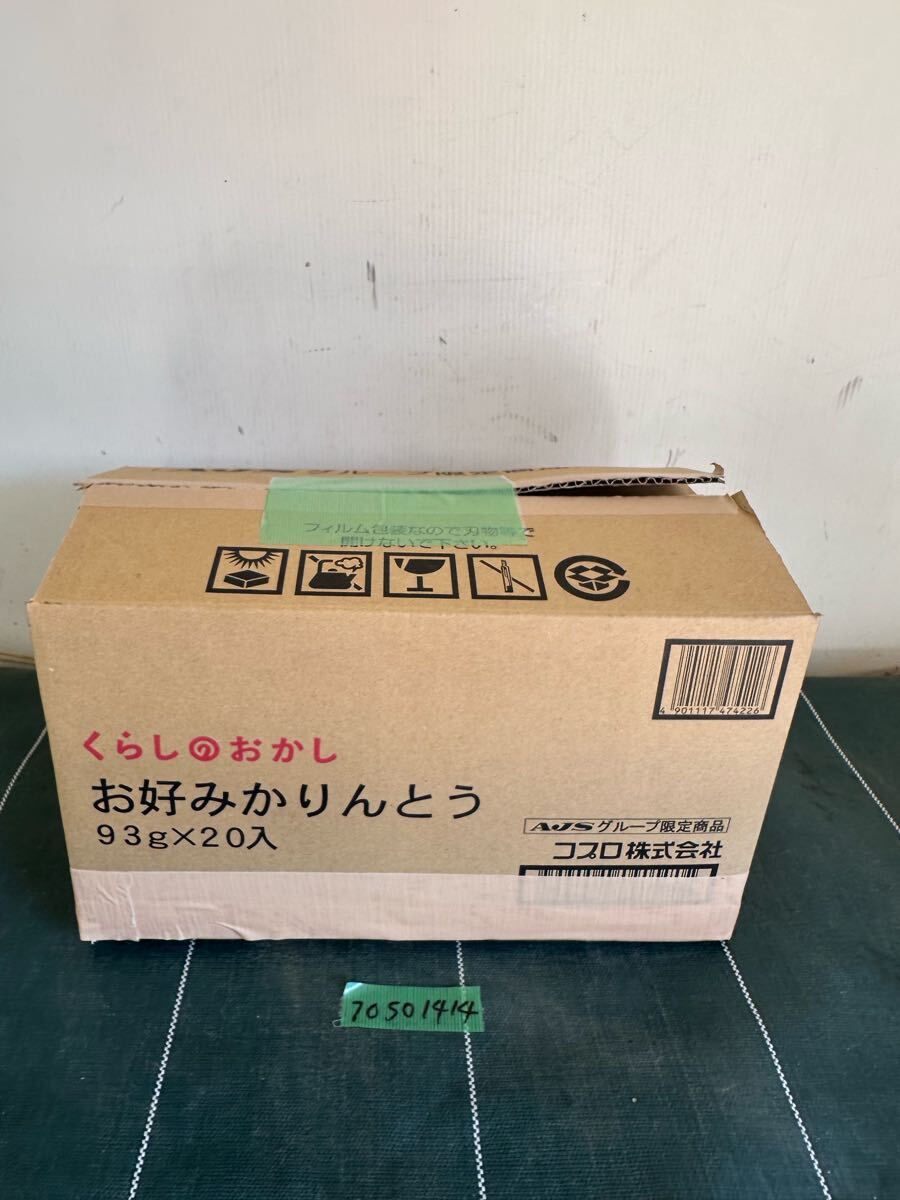 フィルム包装なので刃物等で
開けないで下さい。
4 901117 474226
くらしのおかし
お好みかりんとう
93g×20入
AJSグループ限定商品
コプロ株式会社
70501414